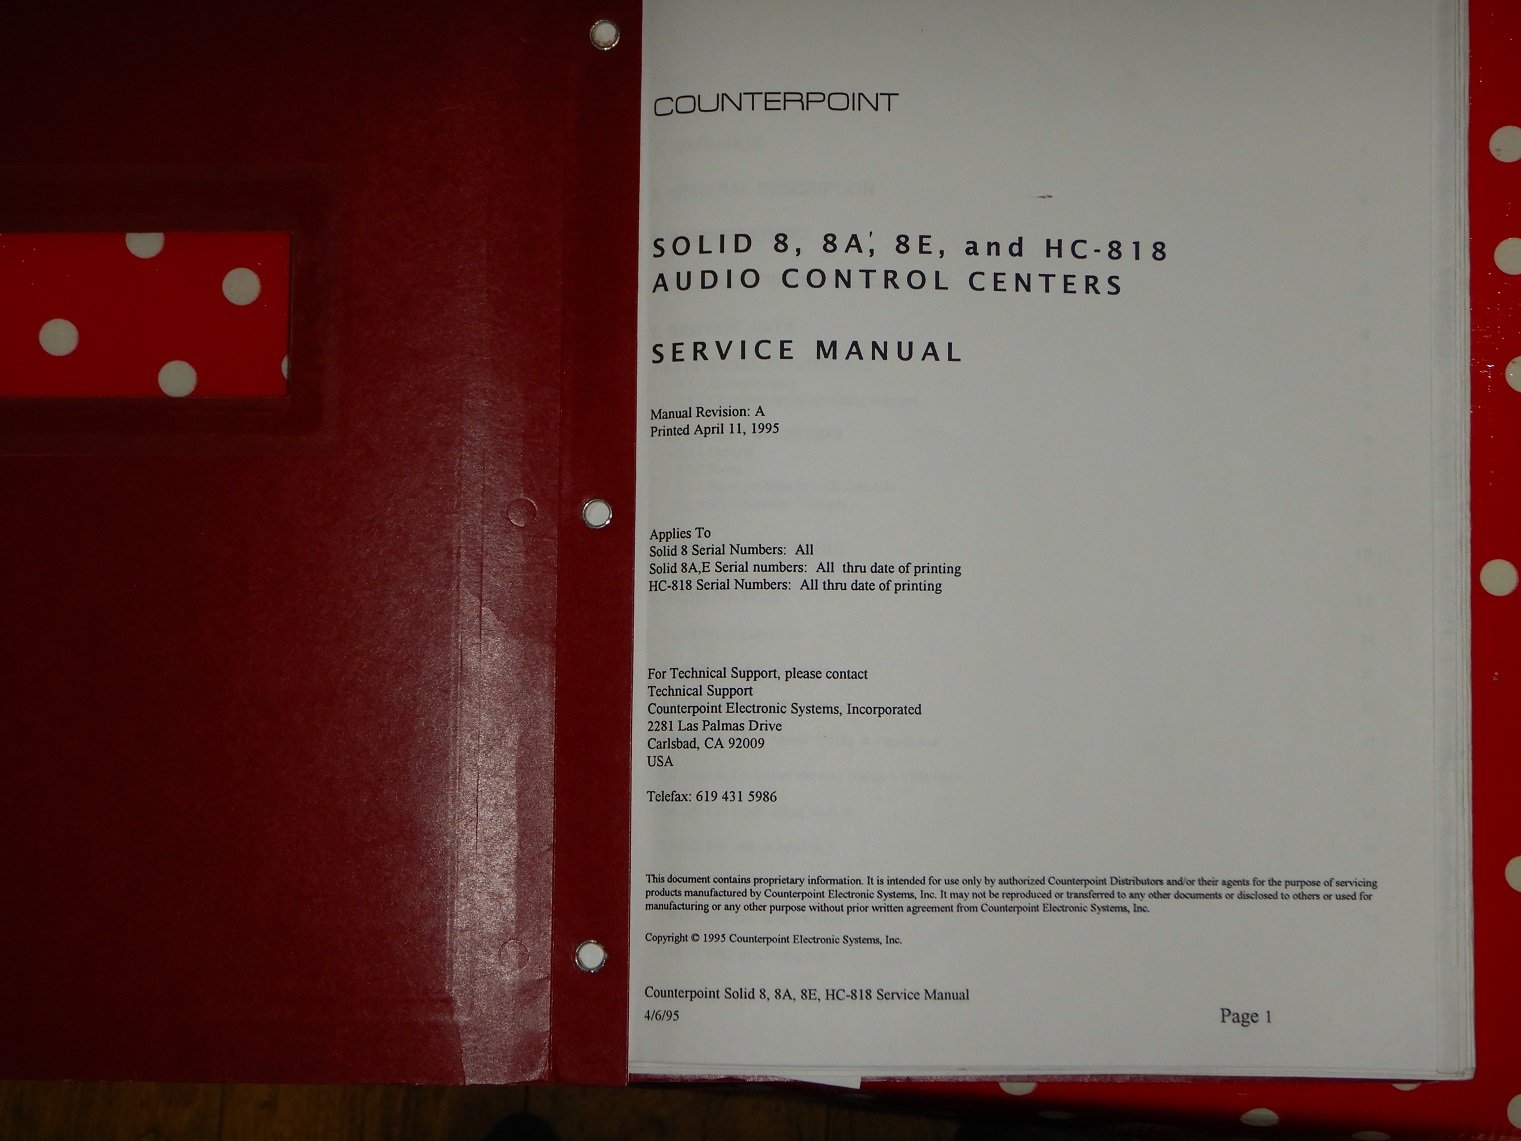 COUNTERPOINT
SOLID 8, 8A, 8E, and HC-818
AUDIO CONTROL CENTERS
SERVICE MANUAL
Manual Revision: A
Printed April 11, 1995
Applies To
Solid 8 Serial Numbers: All
Solid 8A,E Serial numbers: All thru date of printing
HC-818 Serial Numbers: All thru date of printing
For Technical Support, please contact
Technical Support
Counterpoint Electronic Systems, Incorporated
2281 Las Palmas Drive
Carlsbad, CA 92009
USA
Telefax: 619 431 5986
This document contains proprietary information. It is intended for use only by authorized Counterpoint Distributors and/or their agents for the purpose of servicing
products manufactured by Counterpoint Electronic Systems, Inc. It may not be reproduced or transferred to any other documents or disclosed to others or used for
manufacturing or any other purpose without prior written agreement from Counterpoint Electronic Systems, Inc.
Copyright © 1995 Counterpoint Electronic Systems, Inc.
Counterpoint Solid 8, 8A, 8E, HC-818 Service Manual
4/6/95
Page 1